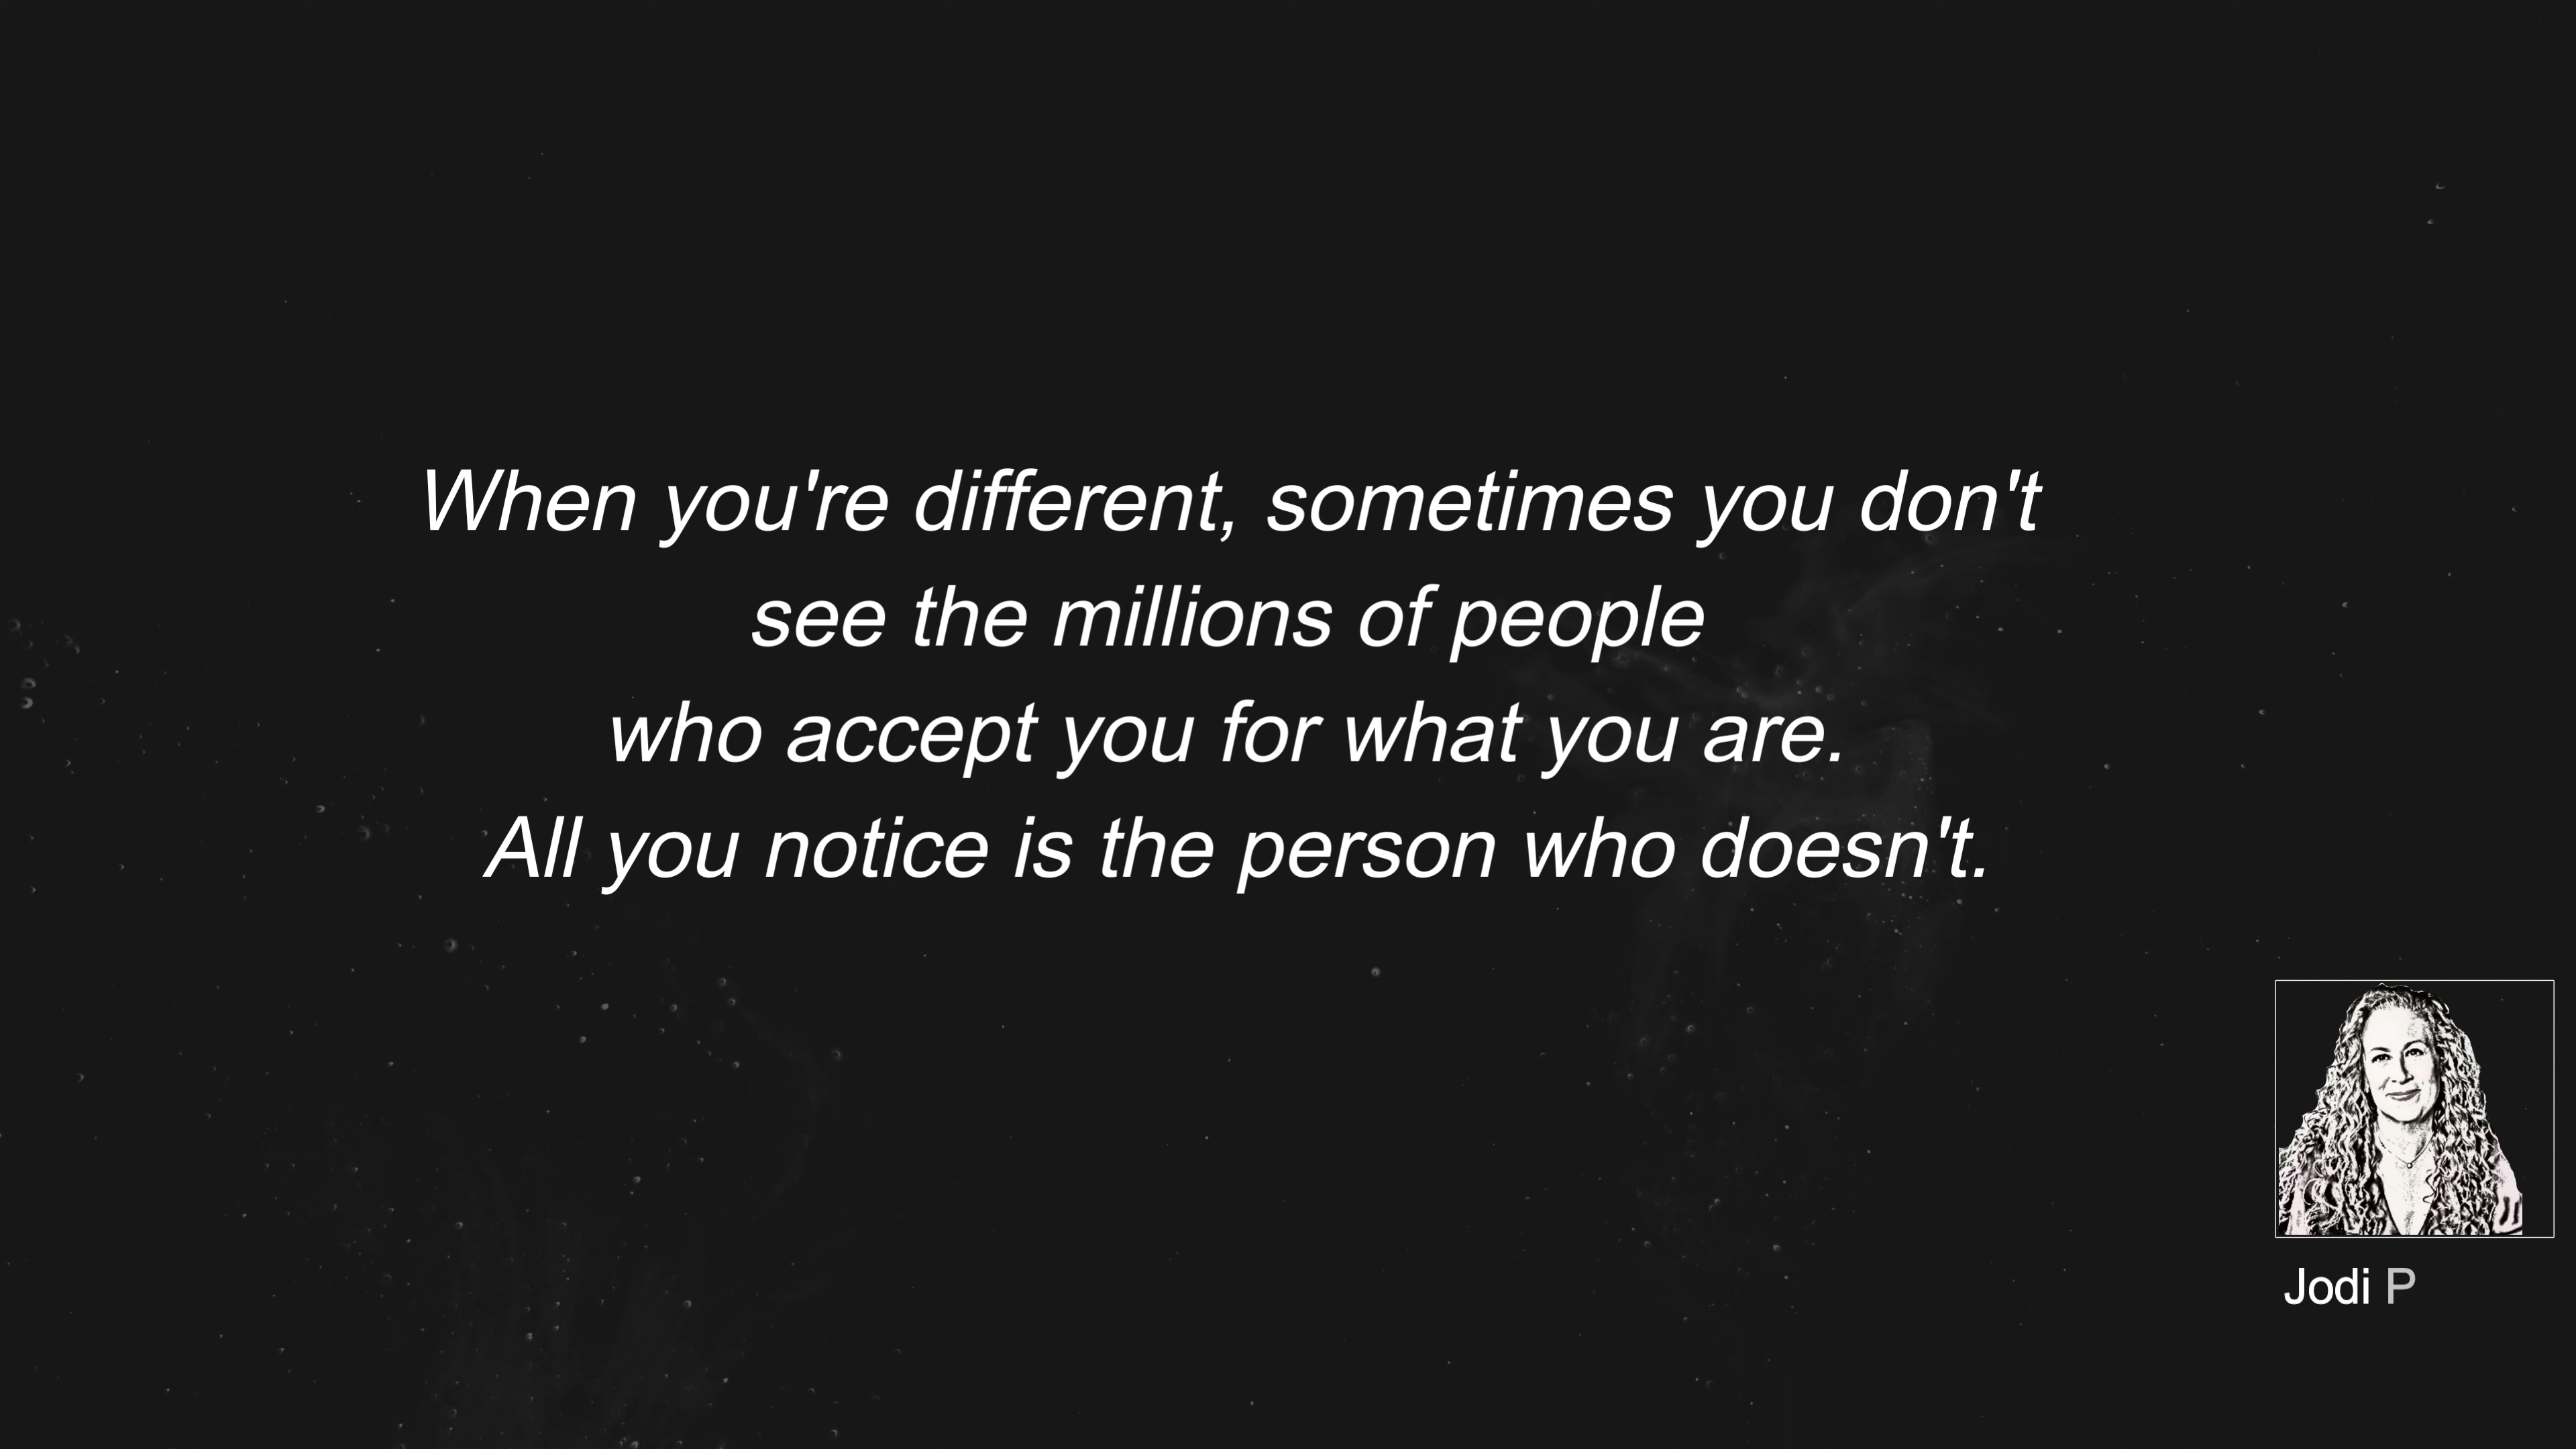 When you're different, sometimes you don't
see the millions of people
who accept you for what you are.
All you notice is the person who doesn't.
Jodi P